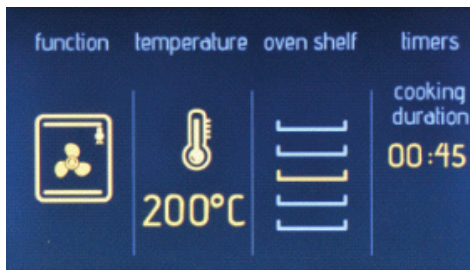 function temperature oven shelf timers
cooking
duration
00:45
200°C